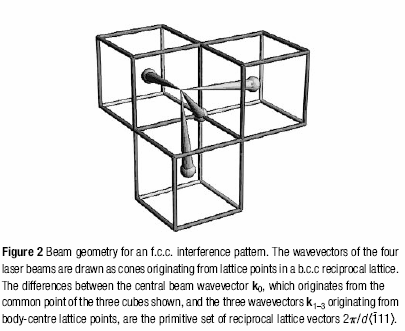 Figure 2 Beam geometry for an f.c.c. interference pattern. The wavevectors of the four
laser beams are drawn as cones originating from lattice points in a b.c.c reciprocal lattice.
The differences between the central beam wavevector k₀, which originates from the
common point of the three cubes shown, and the three wavevectors k₁₋₃ originating from
body-centre lattice points, are the primitive set of reciprocal lattice vectors 2π/d⟨1̄11⟩.